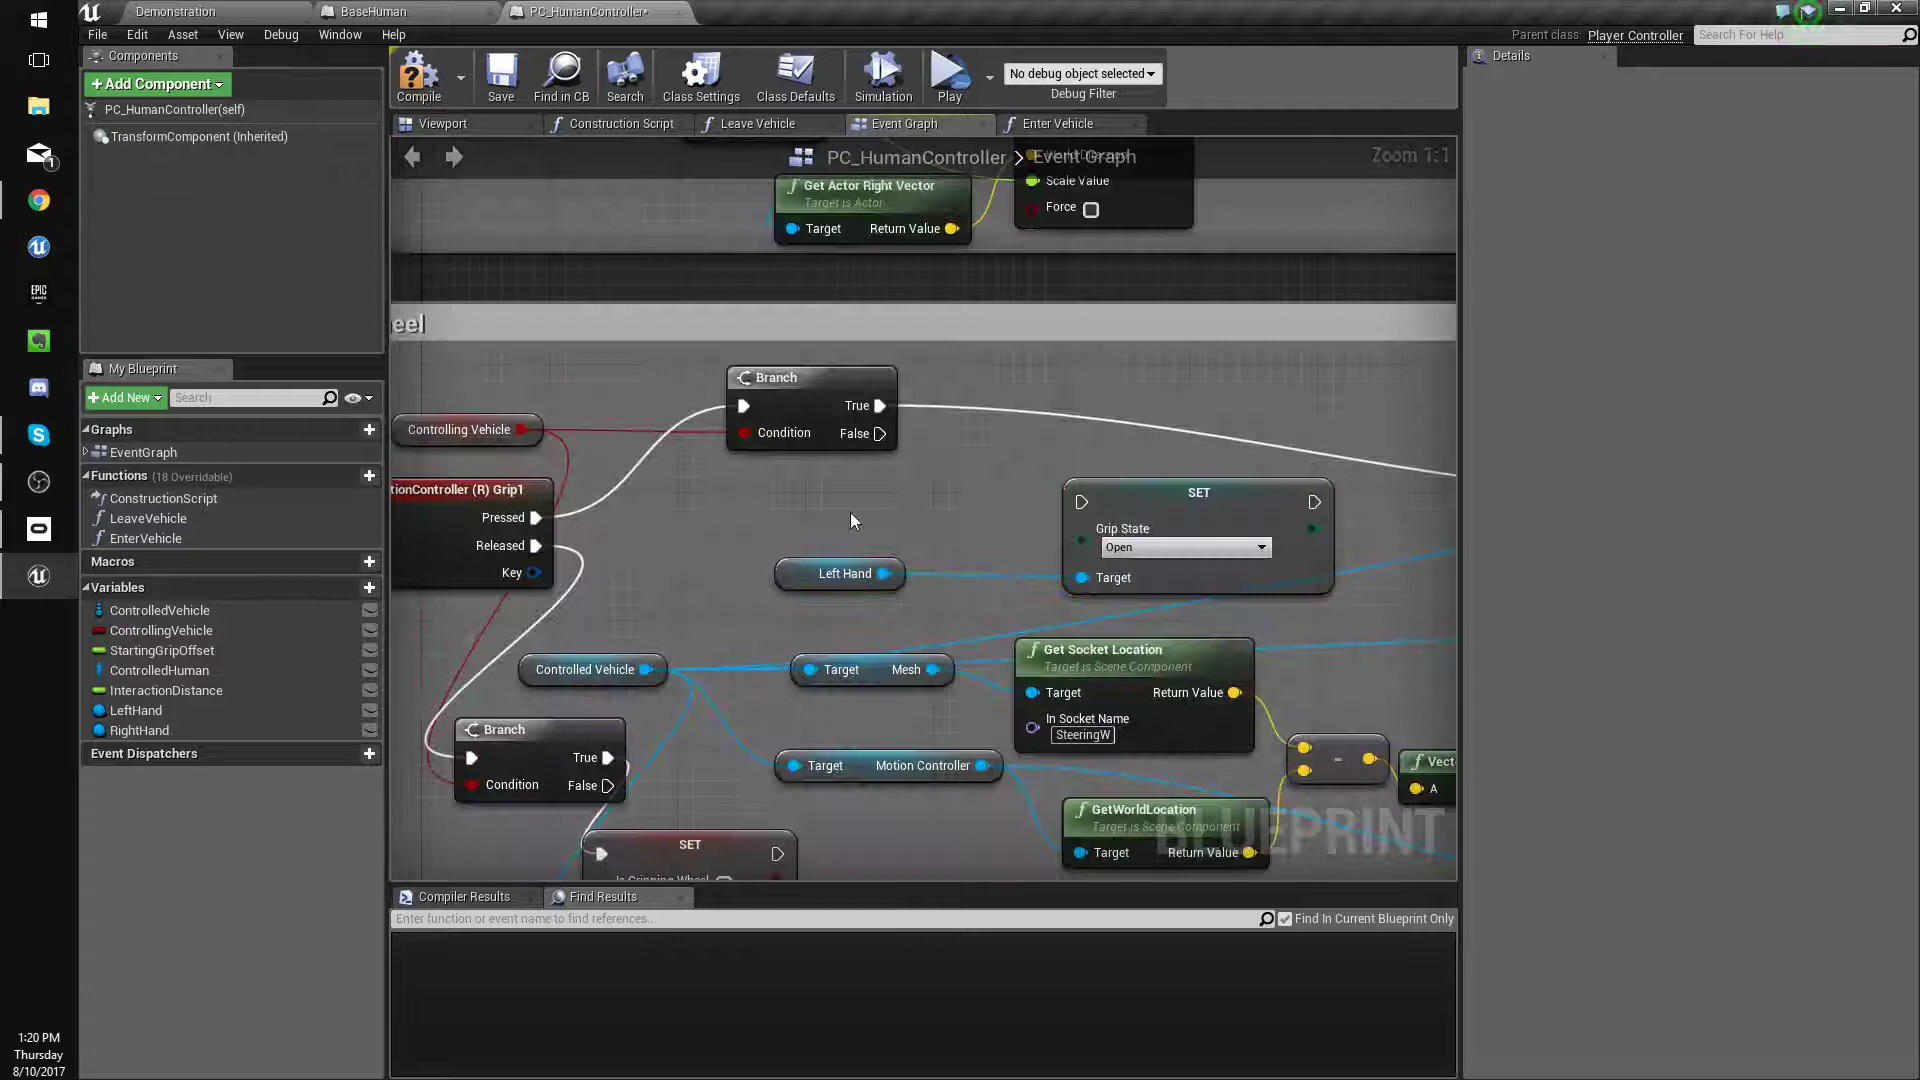 Demonstration
BaseHuman
PC_HumanController*
File Edit Asset View Debug Window Help
Parent class: Player Controller
Search For Help
Components
+Add Component
PC_HumanController(self)
TransformComponent (Inherited)
Compile
Save
Find in CB
Search
Class Settings
Class Defaults
Simulation
Play
No debug object selected
Debug Filter
Details
Viewport
Construction Script
Leave Vehicle
Event Graph
Enter Vehicle
PC_HumanController > Event Graph
Zoom 1:1
Get Actor Right Vector
Target is Actor
Target Return Value
Scale Value
Force
eel
Branch
True
Condition False
Controlling Vehicle
tionController (R) Grip1
Pressed
Released
Key
SET
Grip State
Open
Target
Left Hand
Controlled Vehicle
Target Mesh
Get Socket Location
Target is Scene Component
Target Return Value
In Socket Name
SteeringW
Branch
True
Condition False
Target Motion Controller
-
Vect
A
GetWorldLocation
Target is Scene Component
Target Return Value
BLUEPRINT
SET
Is Gripping Wheel
My Blueprint
+Add New
Search
Graphs
EventGraph
Functions (18 Overridable)
ConstructionScript
LeaveVehicle
EnterVehicle
Macros
Variables
ControlledVehicle
ControllingVehicle
StartingGripOffset
ControlledHuman
InteractionDistance
LeftHand
RightHand
Event Dispatchers
Compiler Results
Find Results
Enter function or event name to find references...
Find In Current Blueprint Only
EPIC
GAMES
1
1:20 PM
Thursday
8/10/2017